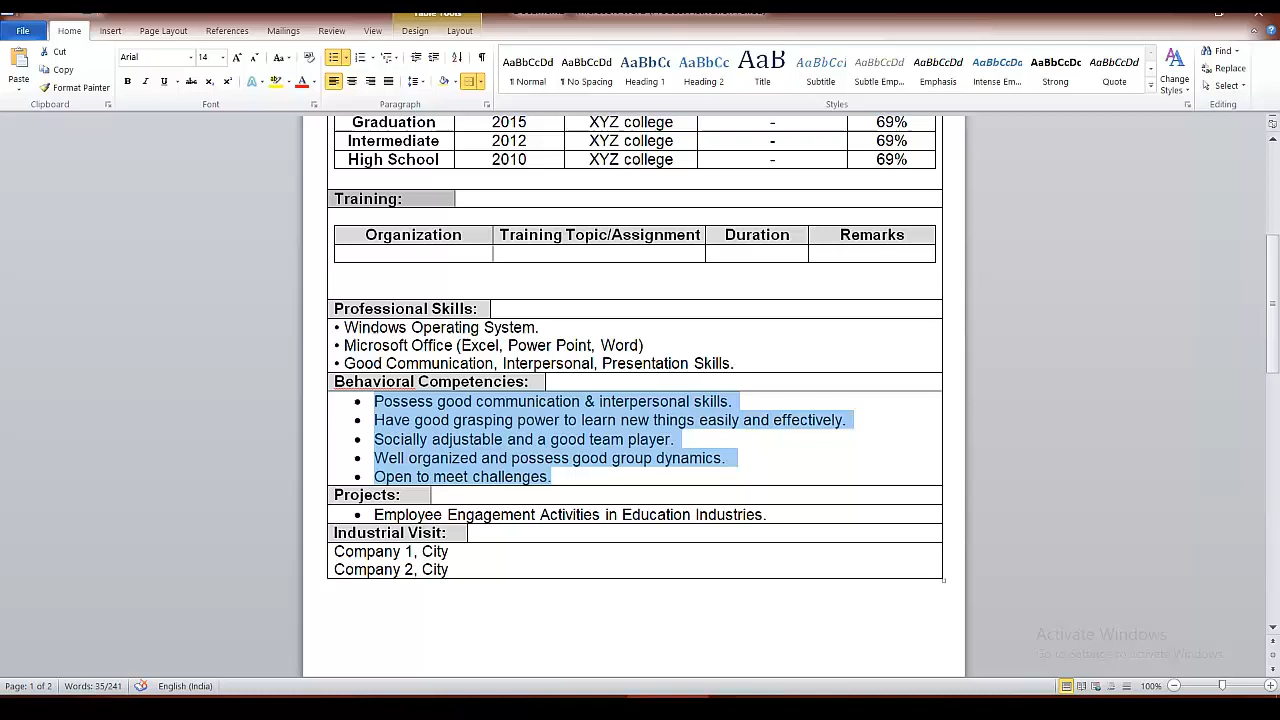 Table Tools
File Home Insert Page Layout References Mailings Review View Design Layout
Paste
Cut
Copy
Format Painter
Clipboard
Arial 14
Font
Paragraph
AaBbCcDd AaBbCcDd AaBbCc AaBbCc AaB AaBbCcl AaBbCcDd AaBbCcDd AaBbCcDd AaBbCcDc AaBbCcDd
¶ Normal ¶ No Spacing Heading 1 Heading 2 Title Subtitle Subtle Emp... Emphasis Intense Em... Strong Quote
Change Styles
Styles
Find
Replace
Select
Editing
Graduation 2015 XYZ college - 69%
Intermediate 2012 XYZ college - 69%
High School 2010 XYZ college - 69%
Training:
Organization Training Topic/Assignment Duration Remarks
Professional Skills:
• Windows Operating System.
• Microsoft Office (Excel, Power Point, Word)
• Good Communication, Interpersonal, Presentation Skills.
Behavioral Competencies:
• Possess good communication & interpersonal skills.
• Have good grasping power to learn new things easily and effectively.
• Socially adjustable and a good team player.
• Well organized and possess good group dynamics.
• Open to meet challenges.
Projects:
• Employee Engagement Activities in Education Industries.
Industrial Visit:
Company 1, City
Company 2, City
Activate Windows
Go to Settings to activate Windows.
Page: 1 of 2 Words: 35/241 English (India) 100%